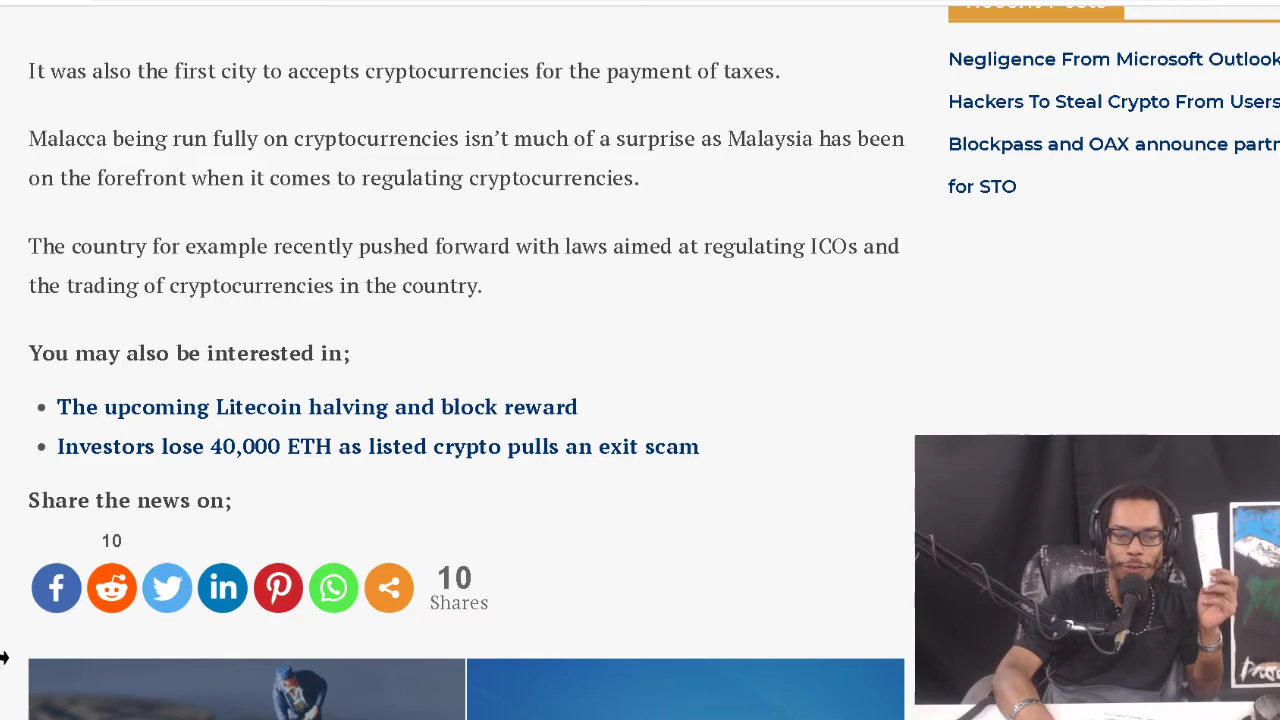 Recent Posts
It was also the first city to accepts cryptocurrencies for the payment of taxes.
Malacca being run fully on cryptocurrencies isn’t much of a surprise as Malaysia has been
on the forefront when it comes to regulating cryptocurrencies.
The country for example recently pushed forward with laws aimed at regulating ICOs and
the trading of cryptocurrencies in the country.
You may also be interested in;
• The upcoming Litecoin halving and block reward
• Investors lose 40,000 ETH as listed crypto pulls an exit scam
Share the news on;
10
10
Shares
Negligence From Microsoft Outlook
Hackers To Steal Crypto From Users
Blockpass and OAX announce partn
for STO